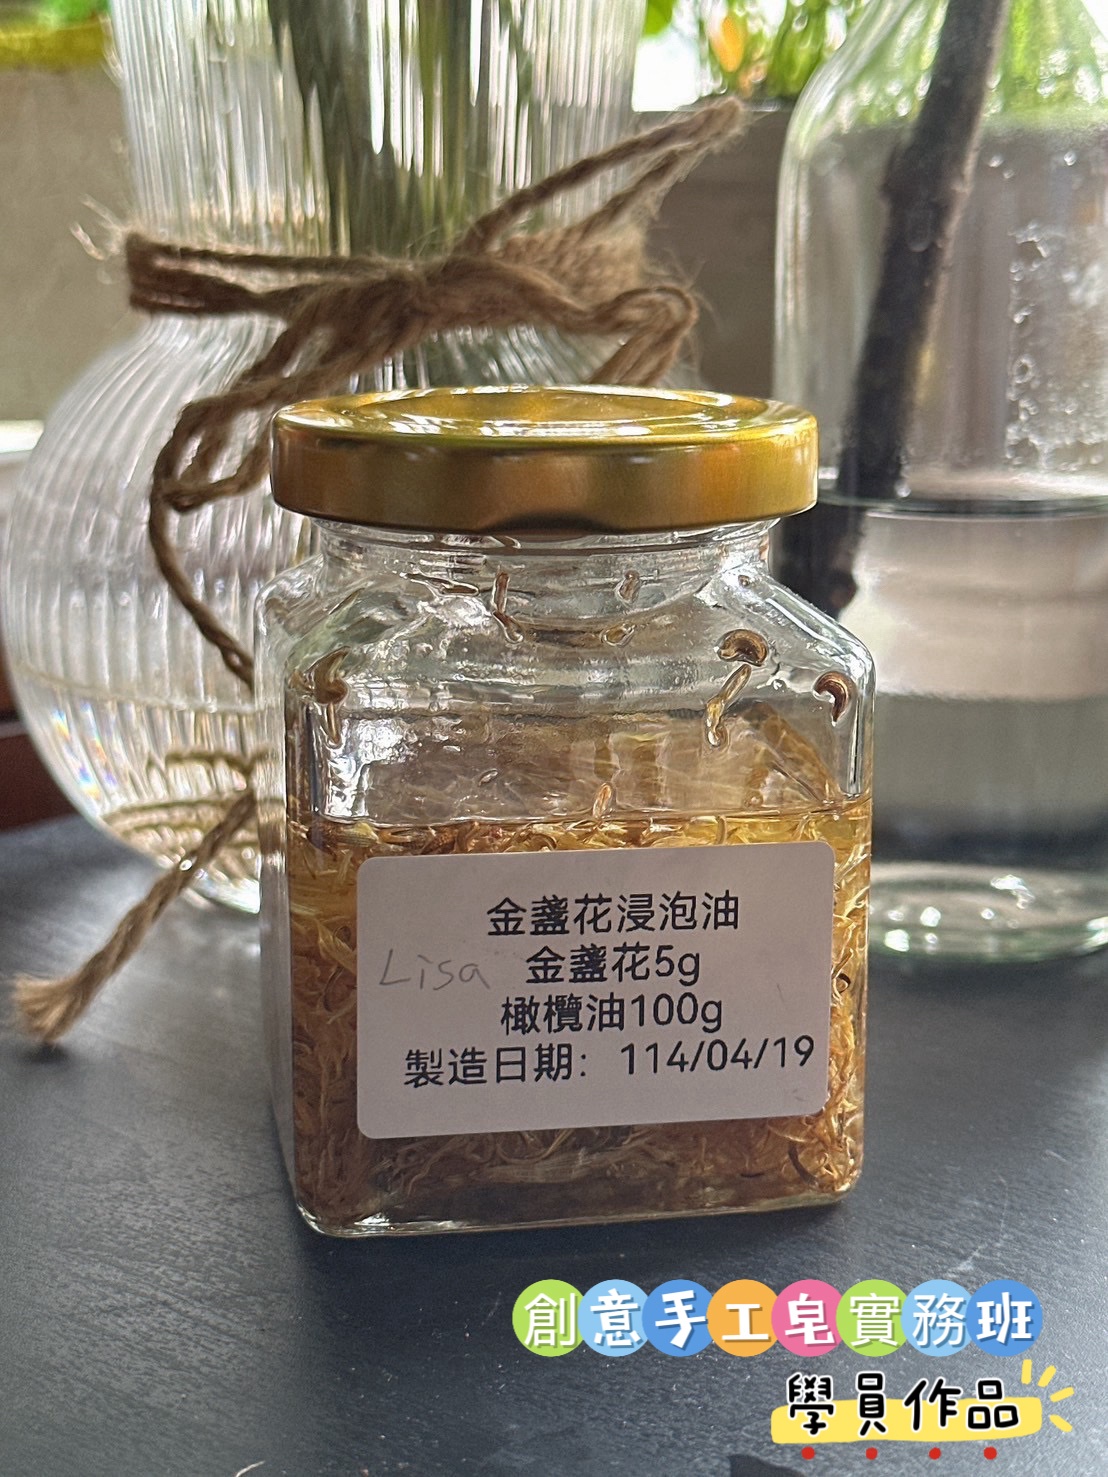 金盞花浸泡油
Lisa 金盞花5g
橄欖油100g
製造日期: 114/04/19
創意手工皂實務班
學員作品